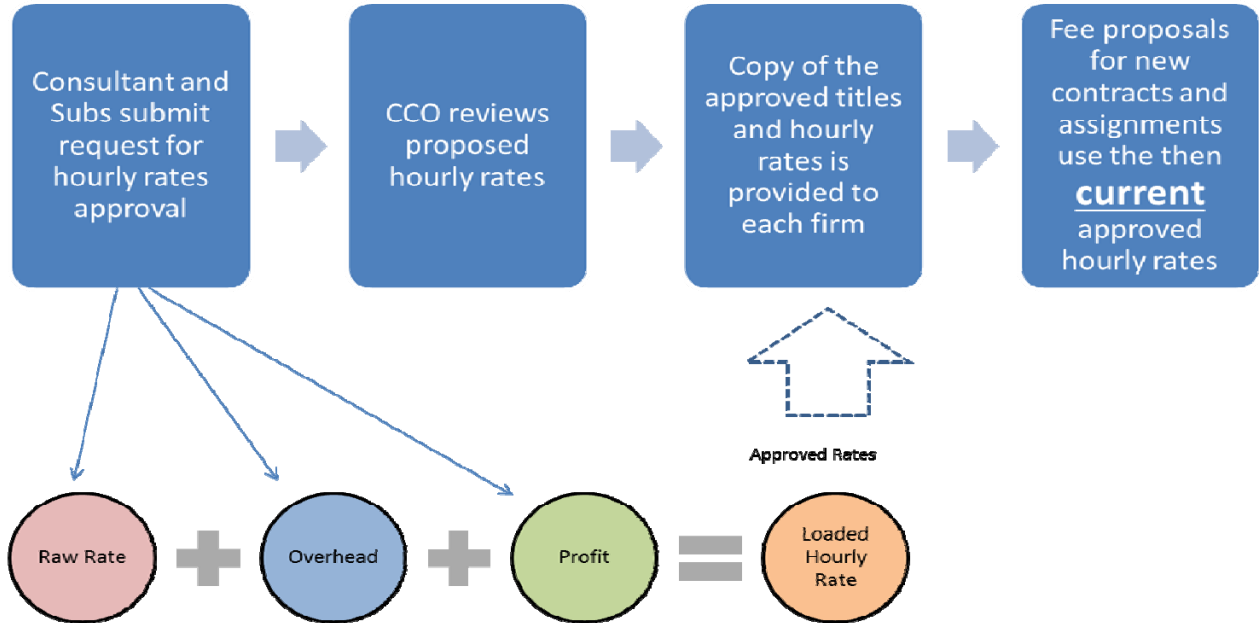 Consultant and
Subs submit
request for
hourly rates
approval
CCO reviews
proposed
hourly rates
Copy of the
approved titles
and hourly
rates is
provided to
each firm
Fee proposals
for new
contracts and
assignments
use the then
current
approved
hourly rates
Approved Rates
Raw Rate
Overhead
Profit
Loaded
Hourly
Rate